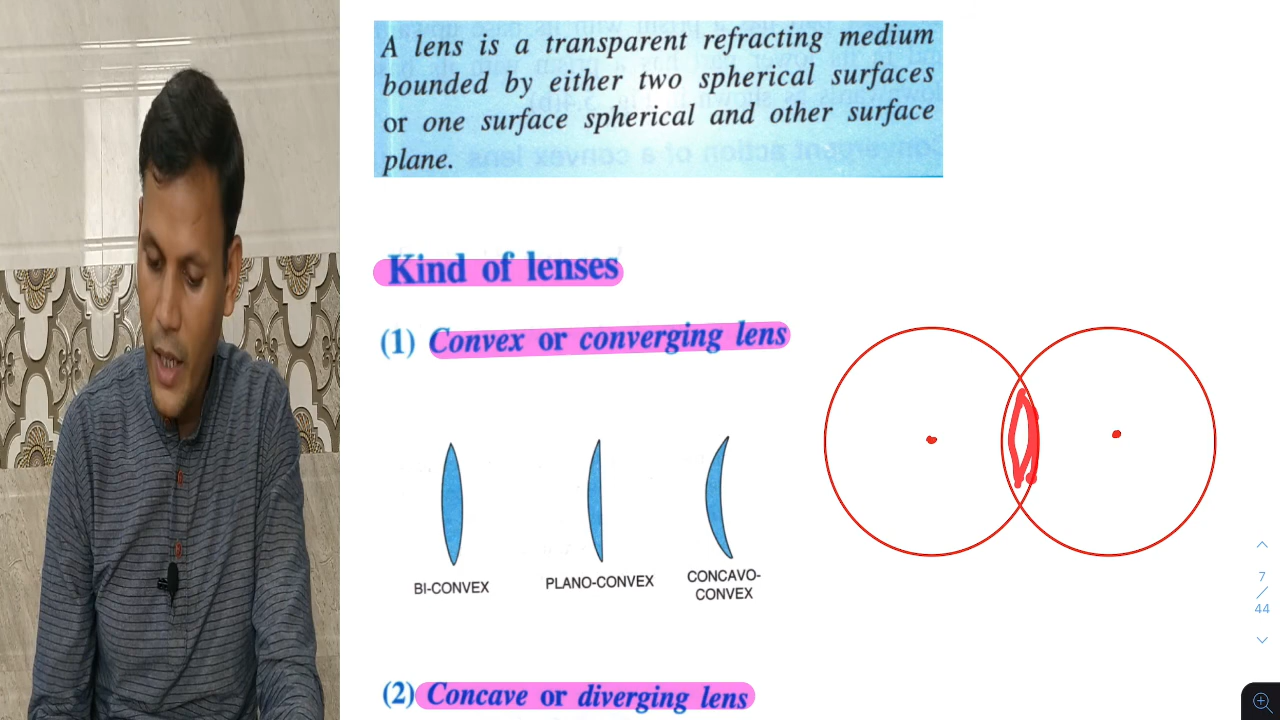 A lens is a transparent refracting medium
bounded by either two spherical surfaces
or one surface spherical and other surface
plane.
Kind of lenses
(1) Convex or converging lens
BI-CONVEX
PLANO-CONVEX
CONCAVO-
CONVEX
(2) Concave or diverging lens
7
/
44